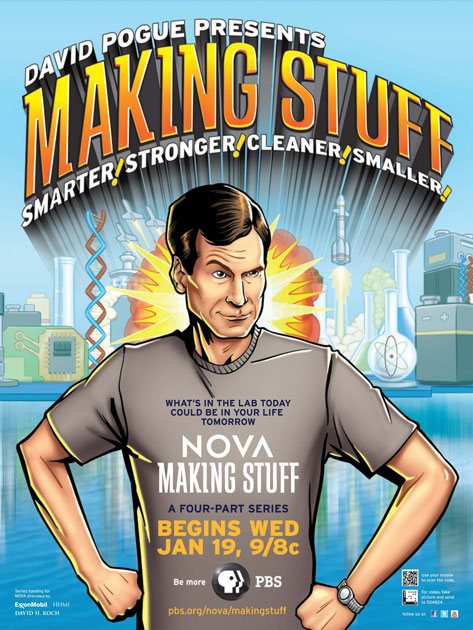 DAVID POGUE PRESENTS
MAKING STUFF
SMARTER! STRONGER! CLEANER! SMALLER!
WHAT'S IN THE LAB TODAY
COULD BE IN YOUR LIFE
TOMORROW
NOVA
MAKING STUFF
A FOUR-PART SERIES
BEGINS WED
JAN 19, 9/8c
Be more PBS
pbs.org/nova/makingstuff
Series funding for
NOVA provided by
ExxonMobil HHMI
DAVID H. KOCH
Use your mobile
to scan the code.
For video, take
picture and send
to 524824.
follow us on